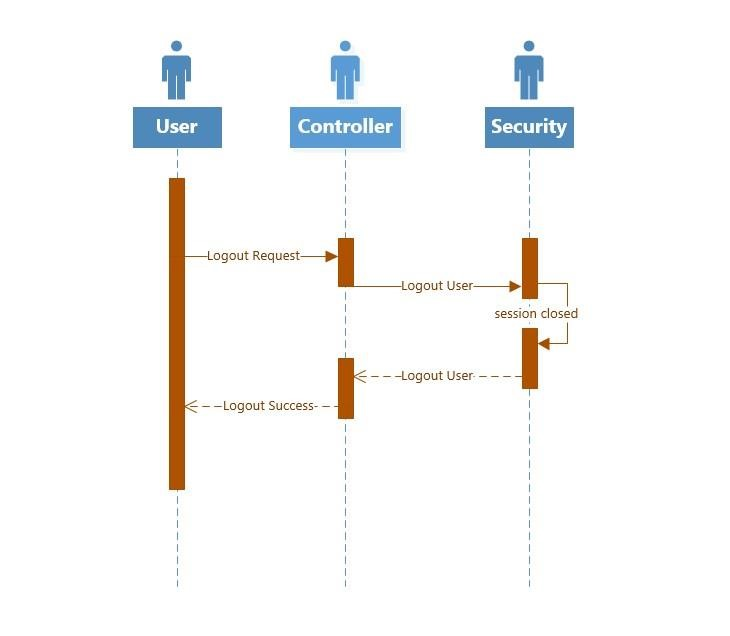 User
Controller
Security
Logout Request
Logout User
session closed
Logout User
Logout Success